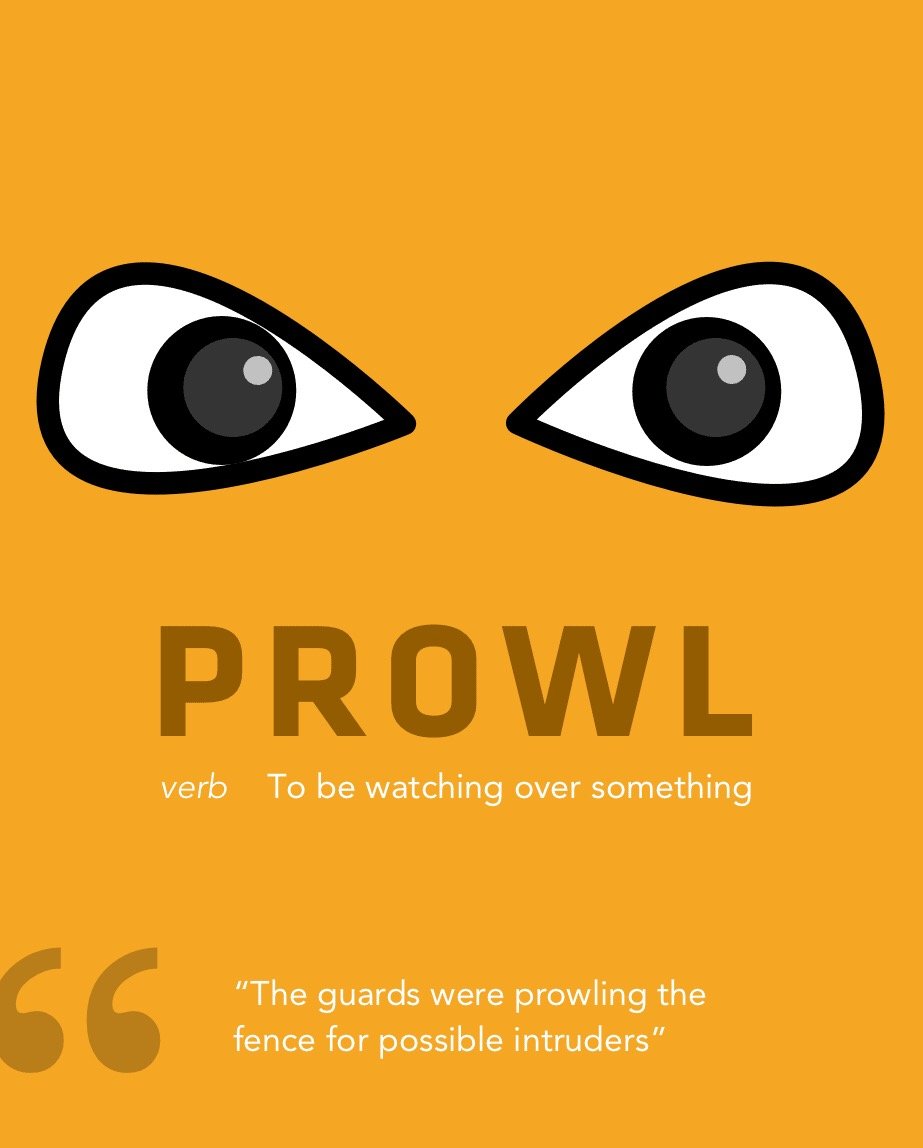 PROWL
verb To be watching over something
“
“The guards were prowling the
fence for possible intruders”